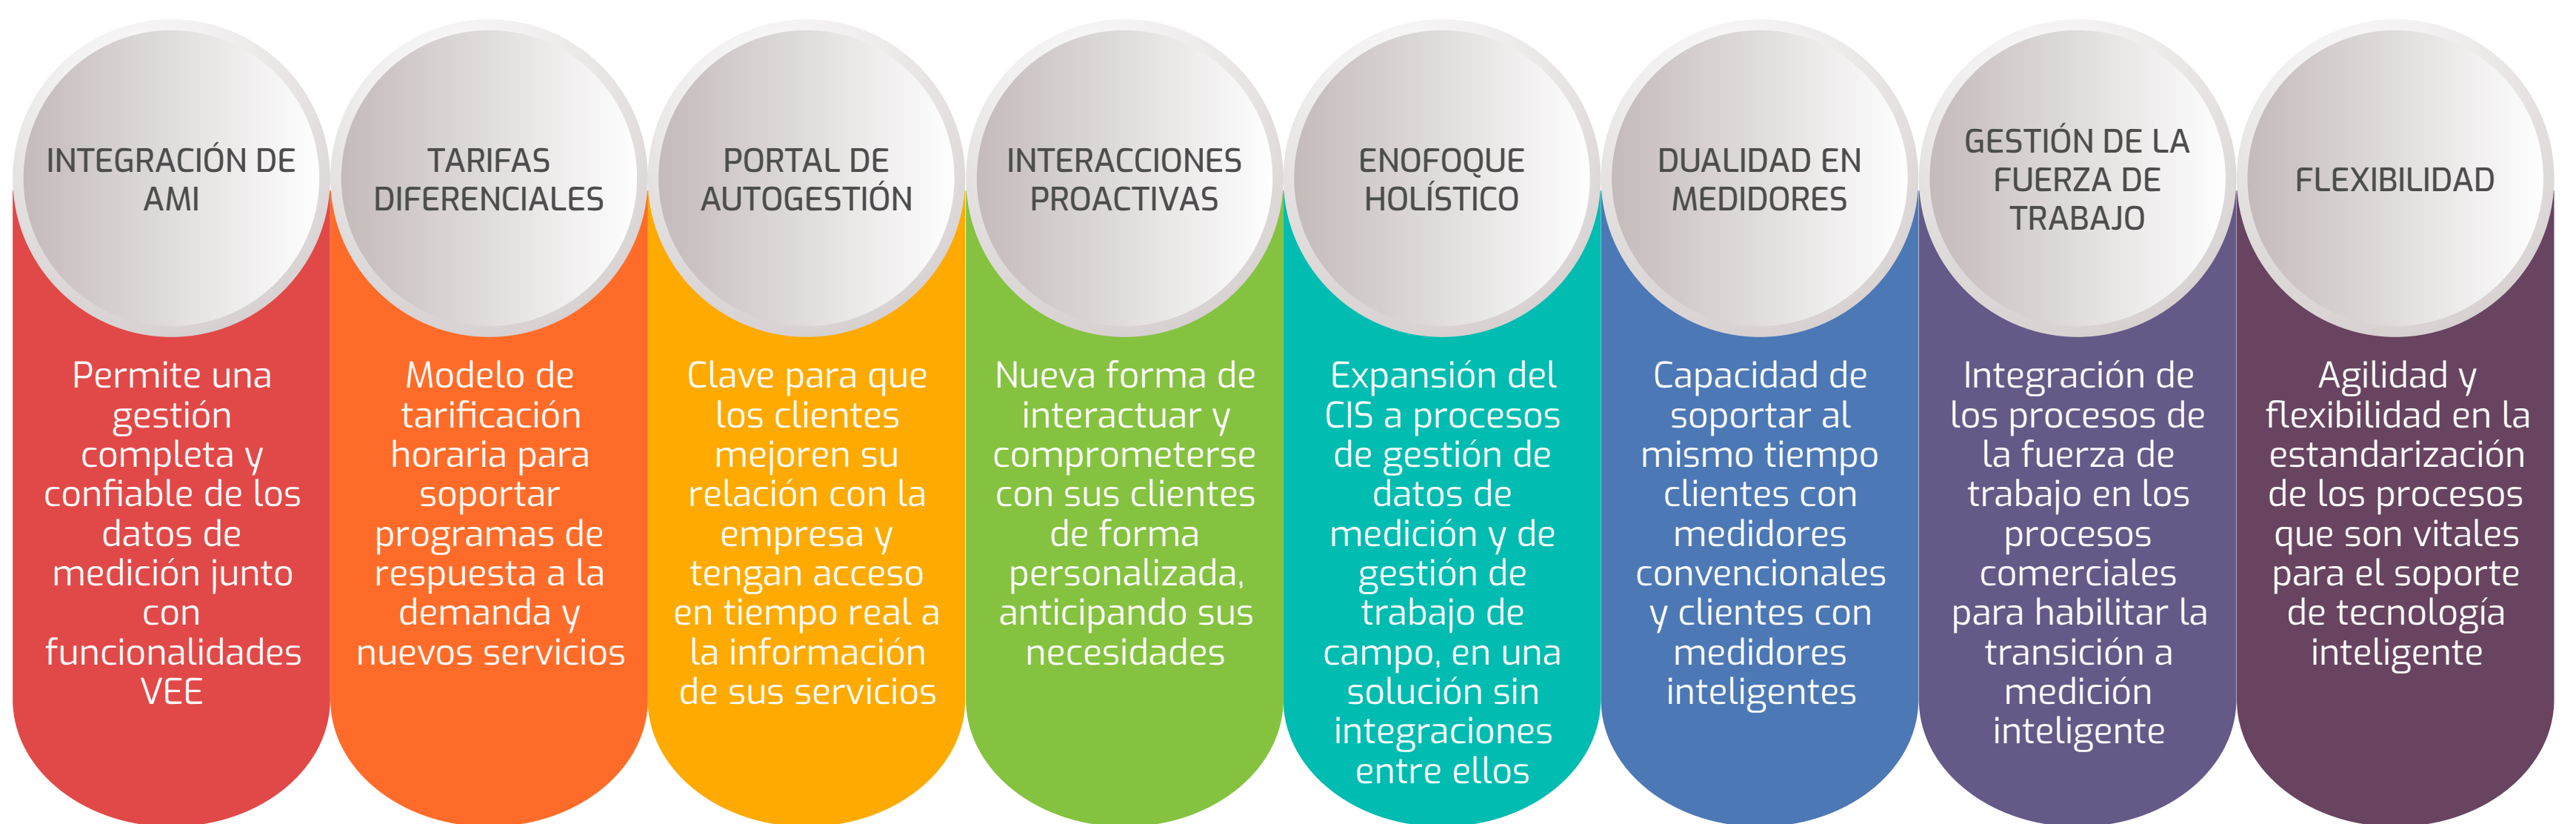 INTEGRACIÓN DE
AMI
Permite una
gestión
completa y
confiable de los
datos de
medición junto
con
funcionalidades
VEE
TARIFAS
DIFERENCIALES
Modelo de
tarificación
horaria para
soportar
programas de
respuesta a la
demanda y
nuevos servicios
PORTAL DE
AUTOGESTIÓN
Clave para que
los clientes
mejoren su
relación con la
empresa y
tengan acceso
en tiempo real a
la información
de sus servicios
INTERACCIONES
PROACTIVAS
Nueva forma de
interactuar y
comprometerse
con sus clientes
de forma
personalizada,
anticipando sus
necesidades
ENOFOQUE
HOLÍSTICO
Expansión del
CIS a procesos
de gestión de
datos de
medición y de
gestión de
trabajo de
campo, en una
solución sin
integraciones
entre ellos
DUALIDAD EN
MEDIDORES
Capacidad de
soportar al
mismo tiempo
clientes con
medidores
convencionales
y clientes con
medidores
inteligentes
GESTIÓN DE LA
FUERZA DE
TRABAJO
Integración de
los procesos de
la fuerza de
trabajo en los
procesos
comerciales
para habilitar la
transición a
medición
inteligente
FLEXIBILIDAD
Agilidad y
flexibilidad en la
estandarización
de los procesos
que son vitales
para el soporte
de tecnología
inteligente